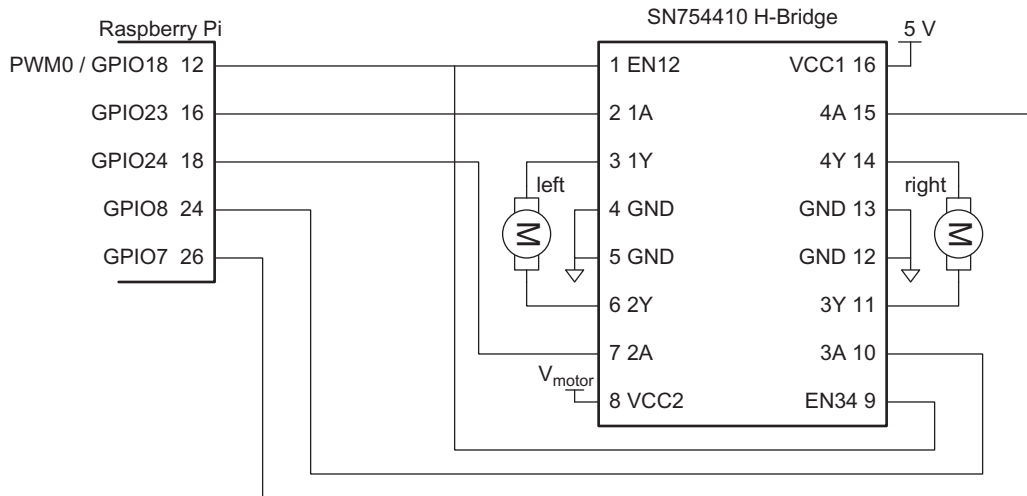 SN754410 H-Bridge
Raspberry Pi
5 V
PWM0 / GPIO18 12
GPIO23 16
GPIO24 18
GPIO8 24
GPIO7 26
1 EN12
2 1A
3 1Y
4 GND
5 GND
6 2Y
7 2A
8 VCC2
VCC1 16
4A 15
4Y 14
GND 13
GND 12
3Y 11
3A 10
EN34 9
left
M
right
M
Vmotor